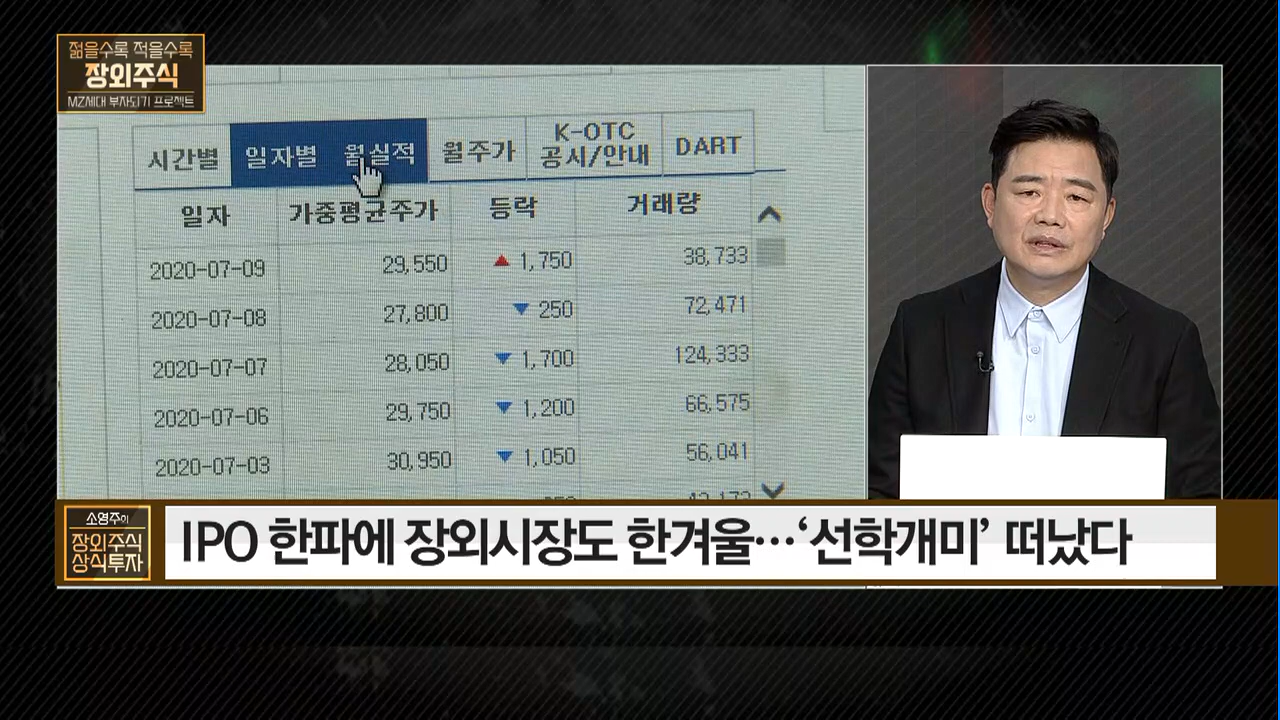 젊을수록 적을수록
장외주식
MZ세대 부자되기 프로젝트
시간별 일자별 월실적 월주가 K-OTC 공시/안내 DART
일자 가중평균주가 등락 거래량
2020-07-09 29,550 ▲ 1,750 38,733
2020-07-08 27,800 ▼ 250 72,471
2020-07-07 28,050 ▼ 1,700 124,333
2020-07-06 29,750 ▼ 1,200 66,575
2020-07-03 30,950 ▼ 1,050 56,041
소영주의
장외주식
상식투자
IPO 한파에 장외시장도 한겨울…‘선학개미’ 떠났다